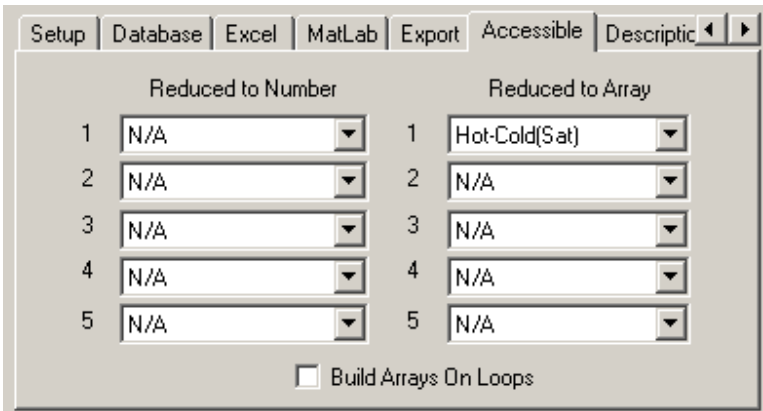 Setup Database Excel MatLab Export Accessible Descriptic
Reduced to Number Reduced to Array
1 N/A 1 Hot-Cold(Sat)
2 N/A 2 N/A
3 N/A 3 N/A
4 N/A 4 N/A
5 N/A 5 N/A
Build Arrays On Loops